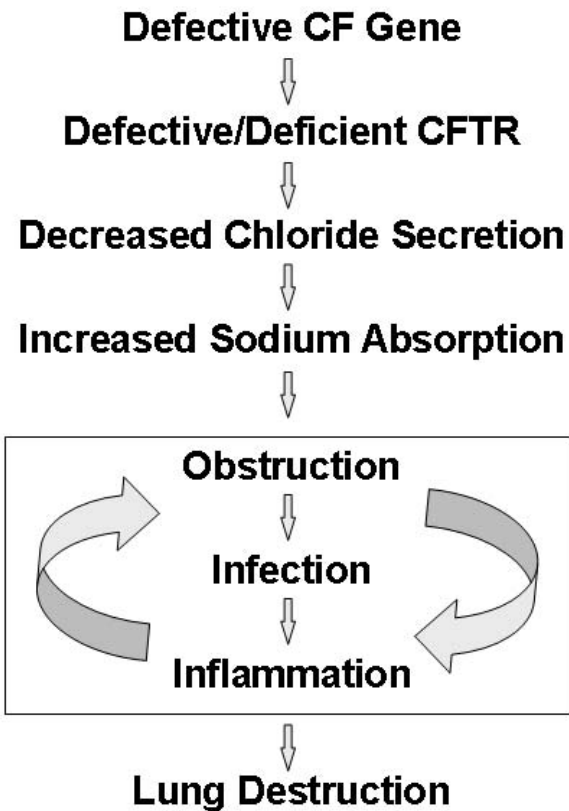 Defective CF Gene
Defective/Deficient CFTR
Decreased Chloride Secretion
Increased Sodium Absorption
Obstruction
Infection
Inflammation
Lung Destruction